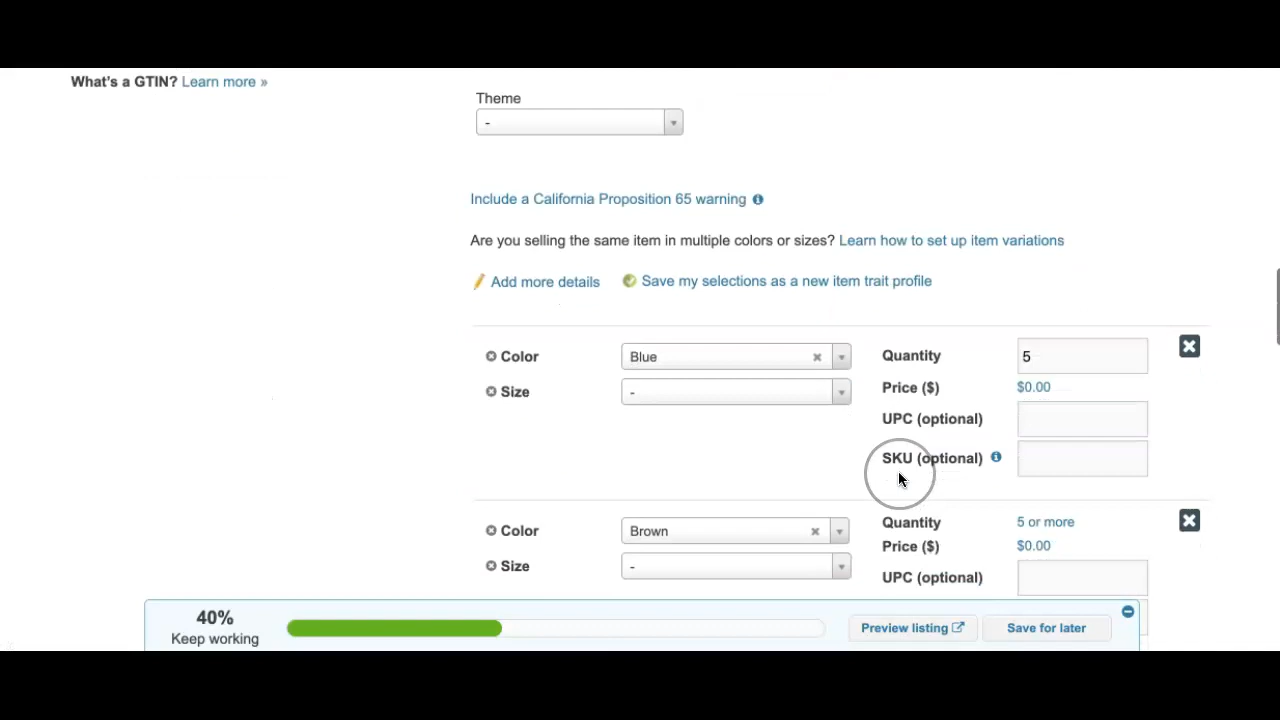 What's a GTIN? Learn more »
Theme
-
Include a California Proposition 65 warning
Are you selling the same item in multiple colors or sizes? Learn how to set up item variations
Add more details Save my selections as a new item trait profile
Color Blue Quantity 5
Price ($) $0.00
Size -
UPC (optional)
SKU (optional)
Color Brown Quantity 5 or more
Price ($) $0.00
Size -
UPC (optional)
40%
Keep working
Preview listing Save for later